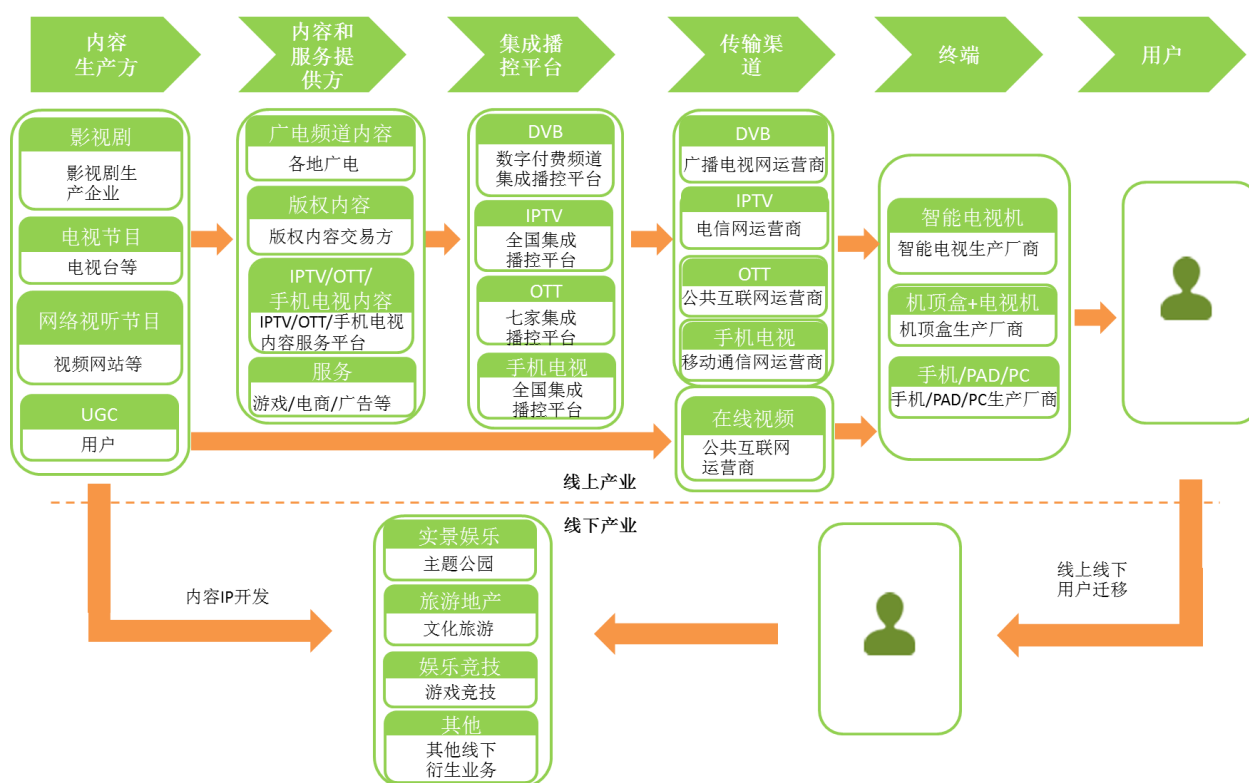 内容
生产方
内容和
服务提
供方
集成播
控平台
传输渠
道
终端
用户
影视剧
影视剧生
产企业
电视节目
电视台等
网络视听节目
视频网站等
UGC
用户
广电频道内容
各地广电
版权内容
版权内容交易方
IPTV/OTT/
手机电视内容
IPTV/OTT/手机电视
内容服务平台
服务
游戏/电商/广告等
DVB
数字付费频道
集成播控平台
IPTV
全国集成
播控平台
OTT
七家集成
播控平台
手机电视
全国集成
播控平台
DVB
广播电视网运营商
IPTV
电信网运营商
OTT
公共互联网运营商
手机电视
移动通信网运营商
在线视频
公共互联网
运营商
智能电视机
智能电视生产厂商
机顶盒+电视机
机顶盒生产厂商
手机/PAD/PC
手机/PAD/PC生产厂商
线上产业
线下产业
内容IP开发
实景娱乐
主题公园
旅游地产
文化旅游
娱乐竞技
游戏竞技
其他
其他线下
衍生业务
线上线下
用户迁移